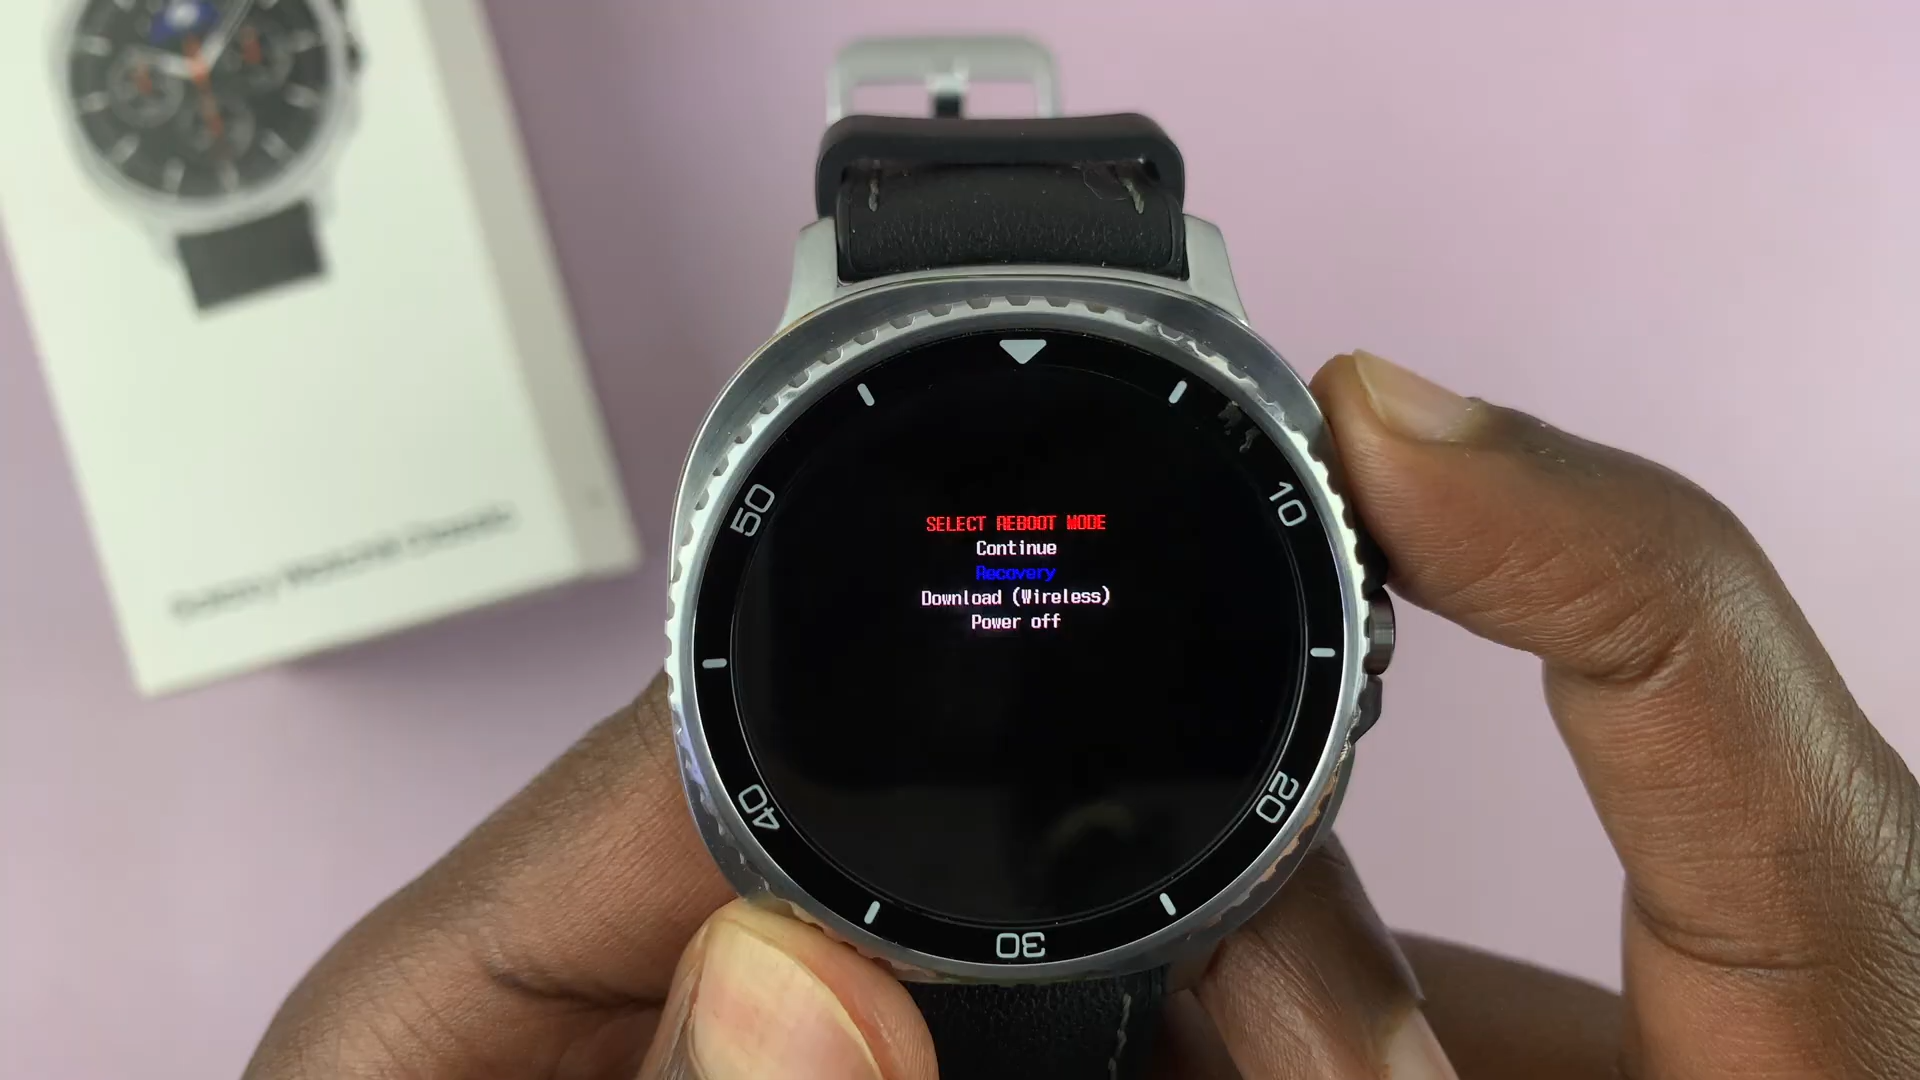 SELECT REBOOT MODE
Continue
Recovery
Download (Wireless)
Power off
50
10
40
20
30